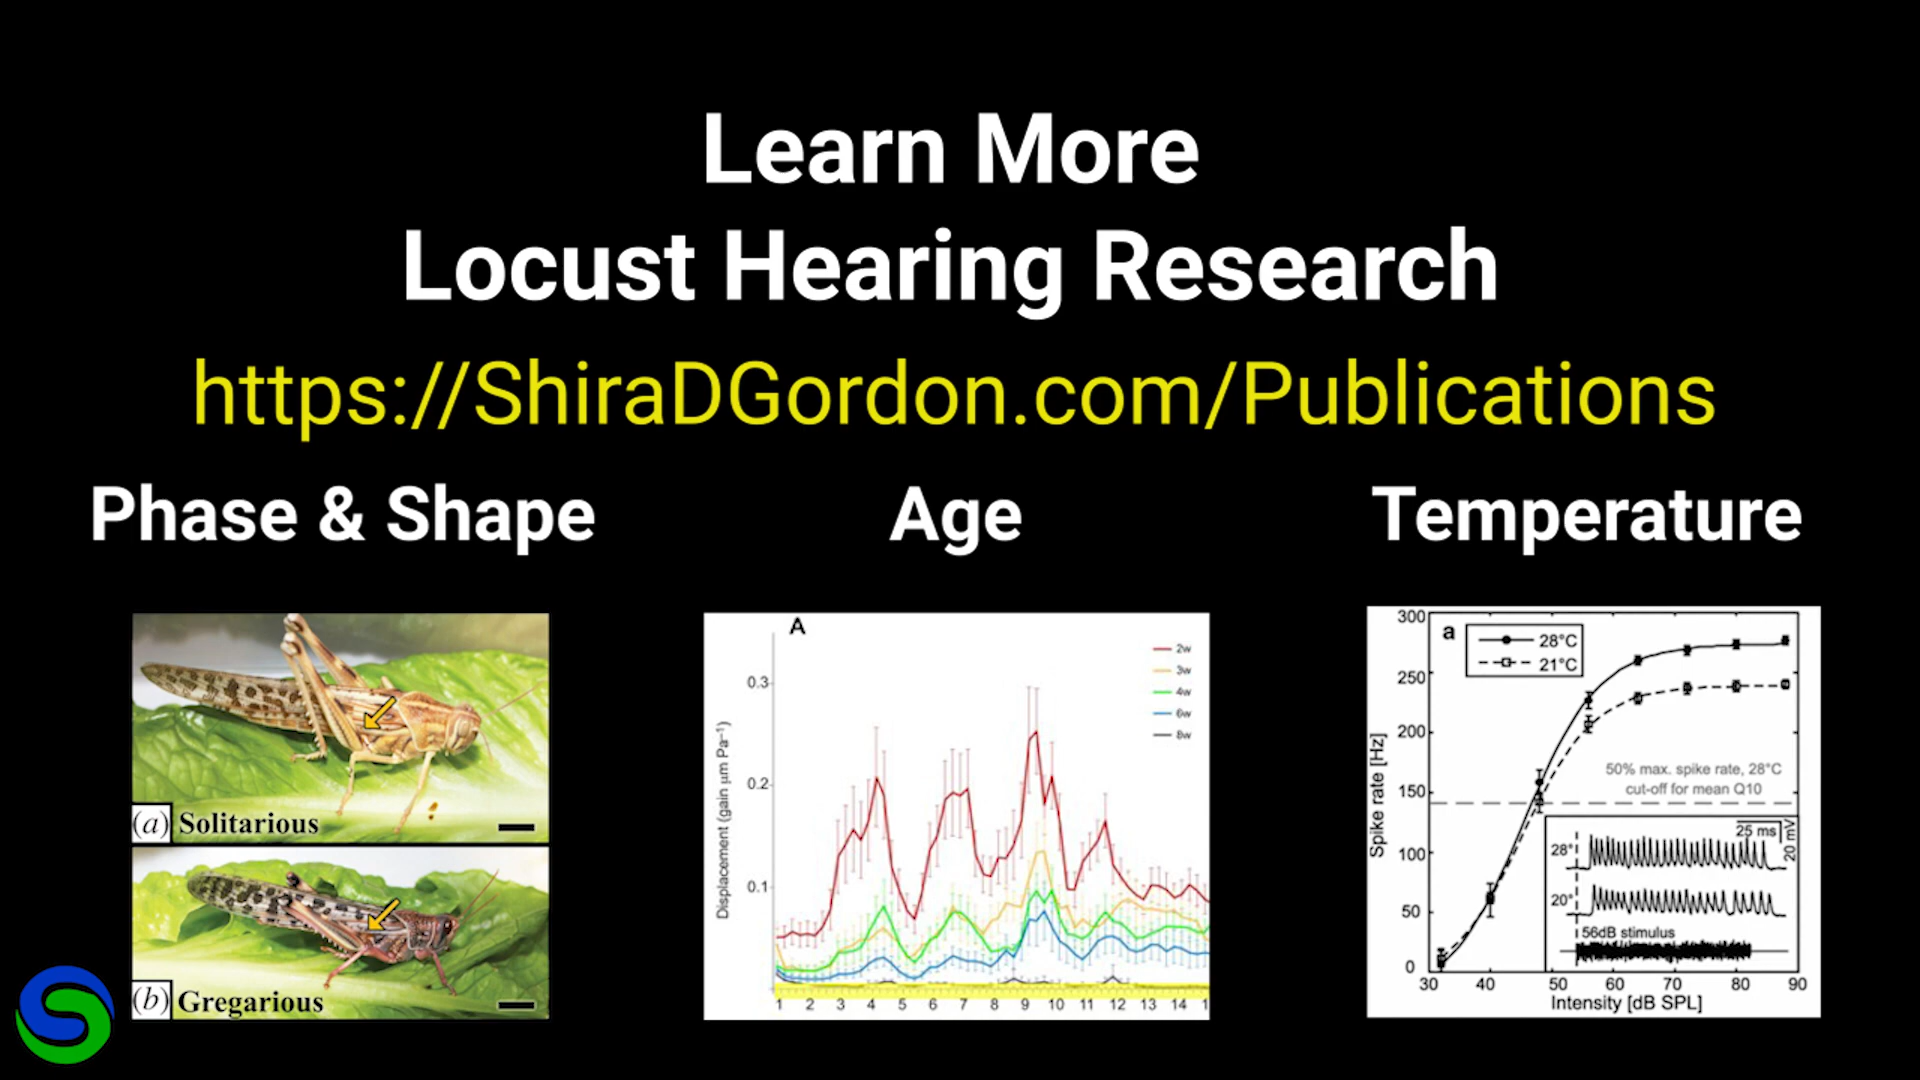 Learn More
Locust Hearing Research
https://ShiraDGordon.com/Publications
Phase & Shape
Age
Temperature
(a) Solitarious
(b) Gregarious
A
2w
3w
4w
6w
8w
Displacement (gain µm Pa⁻¹)
0.3
0.2
0.1
1 2 3 4 5 6 7 8 9 10 11 12 13 14 1
a
28°C
21°C
Spike rate [Hz]
300
250
200
150
100
50
0
50% max. spike rate, 28°C
cut-off for mean Q10
25 ms
20 mV
28°
20°
56dB stimulus
30 40 50 60 70 80 90
Intensity [dB SPL]